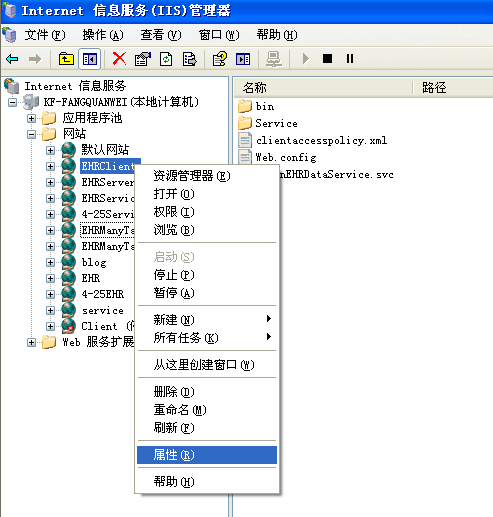 Internet 信息服务(IIS)管理器
文件(F) 操作(A) 查看(V) 窗口(W) 帮助(H)
Internet 信息服务
KF-FANGQUANWEI(本地计算机)
应用程序池
网站
默认网站
EHRClient
EHRServer
EHRServic
4-25Servi
EHRManyTa
EHRManyTa
blog
EHR
4-25EHR
service
Client (停
Web 服务扩展
名称 路径
bin
Service
clientaccesspolicy.xml
Web.config
nEHRDataService.svc
资源管理器(E)
打开(O)
权限(I)
浏览(B)
启动(S)
停止(P)
暂停(A)
新建(N)
所有任务(K)
从这里创建窗口(W)
删除(D)
重命名(M)
刷新(F)
属性(R)
帮助(H)